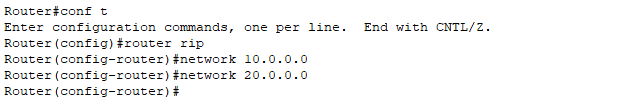 Router#conf t
Enter configuration commands, one per line.  End with CNTL/Z.
Router(config)#router rip
Router(config-router)#network 10.0.0.0
Router(config-router)#network 20.0.0.0
Router(config-router)#